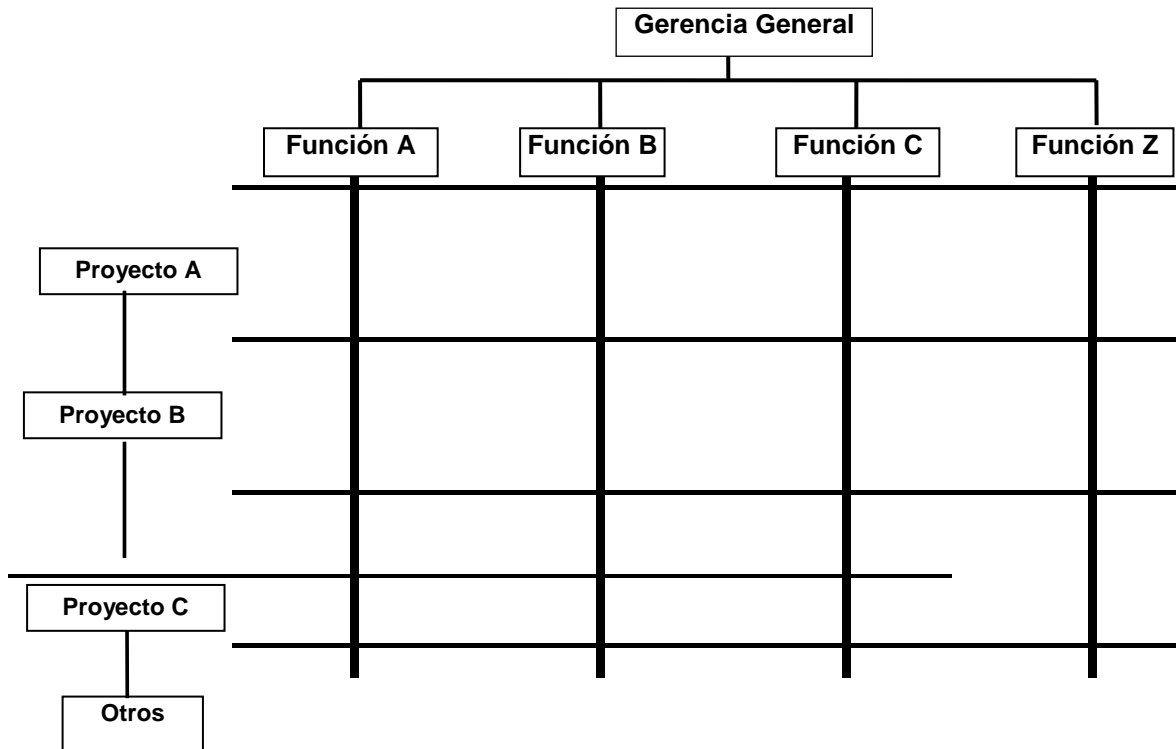 Gerencia General
Función A
Función B
Función C
Función Z
Proyecto A
Proyecto B
Proyecto C
Otros